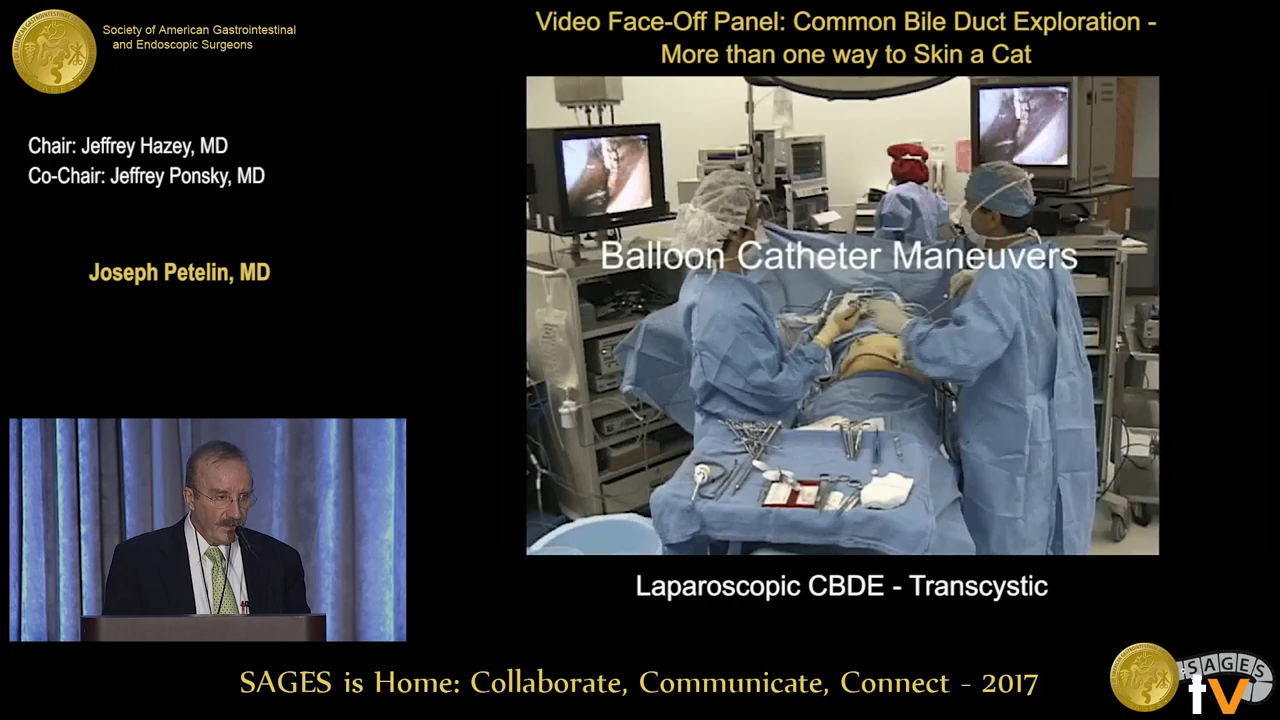 Society of American Gastrointestinal
and Endoscopic Surgeons
Video Face-Off Panel: Common Bile Duct Exploration -
More than one way to Skin a Cat
Chair: Jeffrey Hazey, MD
Co-Chair: Jeffrey Ponsky, MD
Joseph Petelin, MD
Balloon Catheter Maneuvers
Laparoscopic CBDE - Transcystic
SAGES is Home: Collaborate, Communicate, Connect - 2017
SAGES
tv